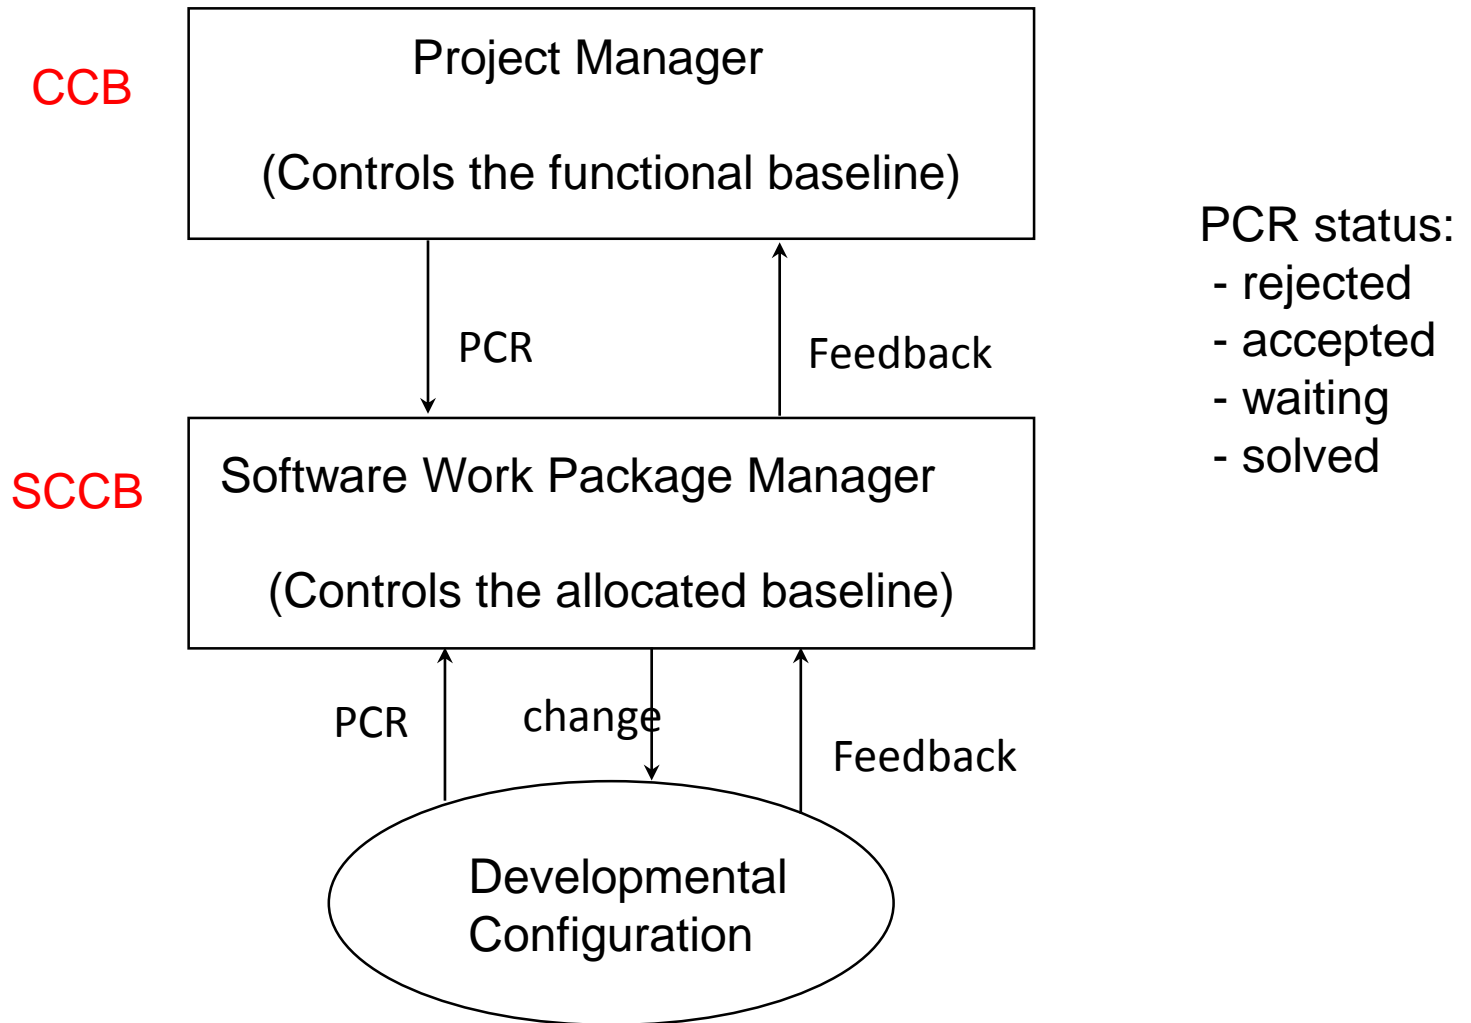 CCB
Project Manager
(Controls the functional baseline)
PCR
Feedback
SCCB
Software Work Package Manager
(Controls the allocated baseline)
PCR
change
Feedback
Developmental
Configuration
PCR status:
- rejected
- accepted
- waiting
- solved